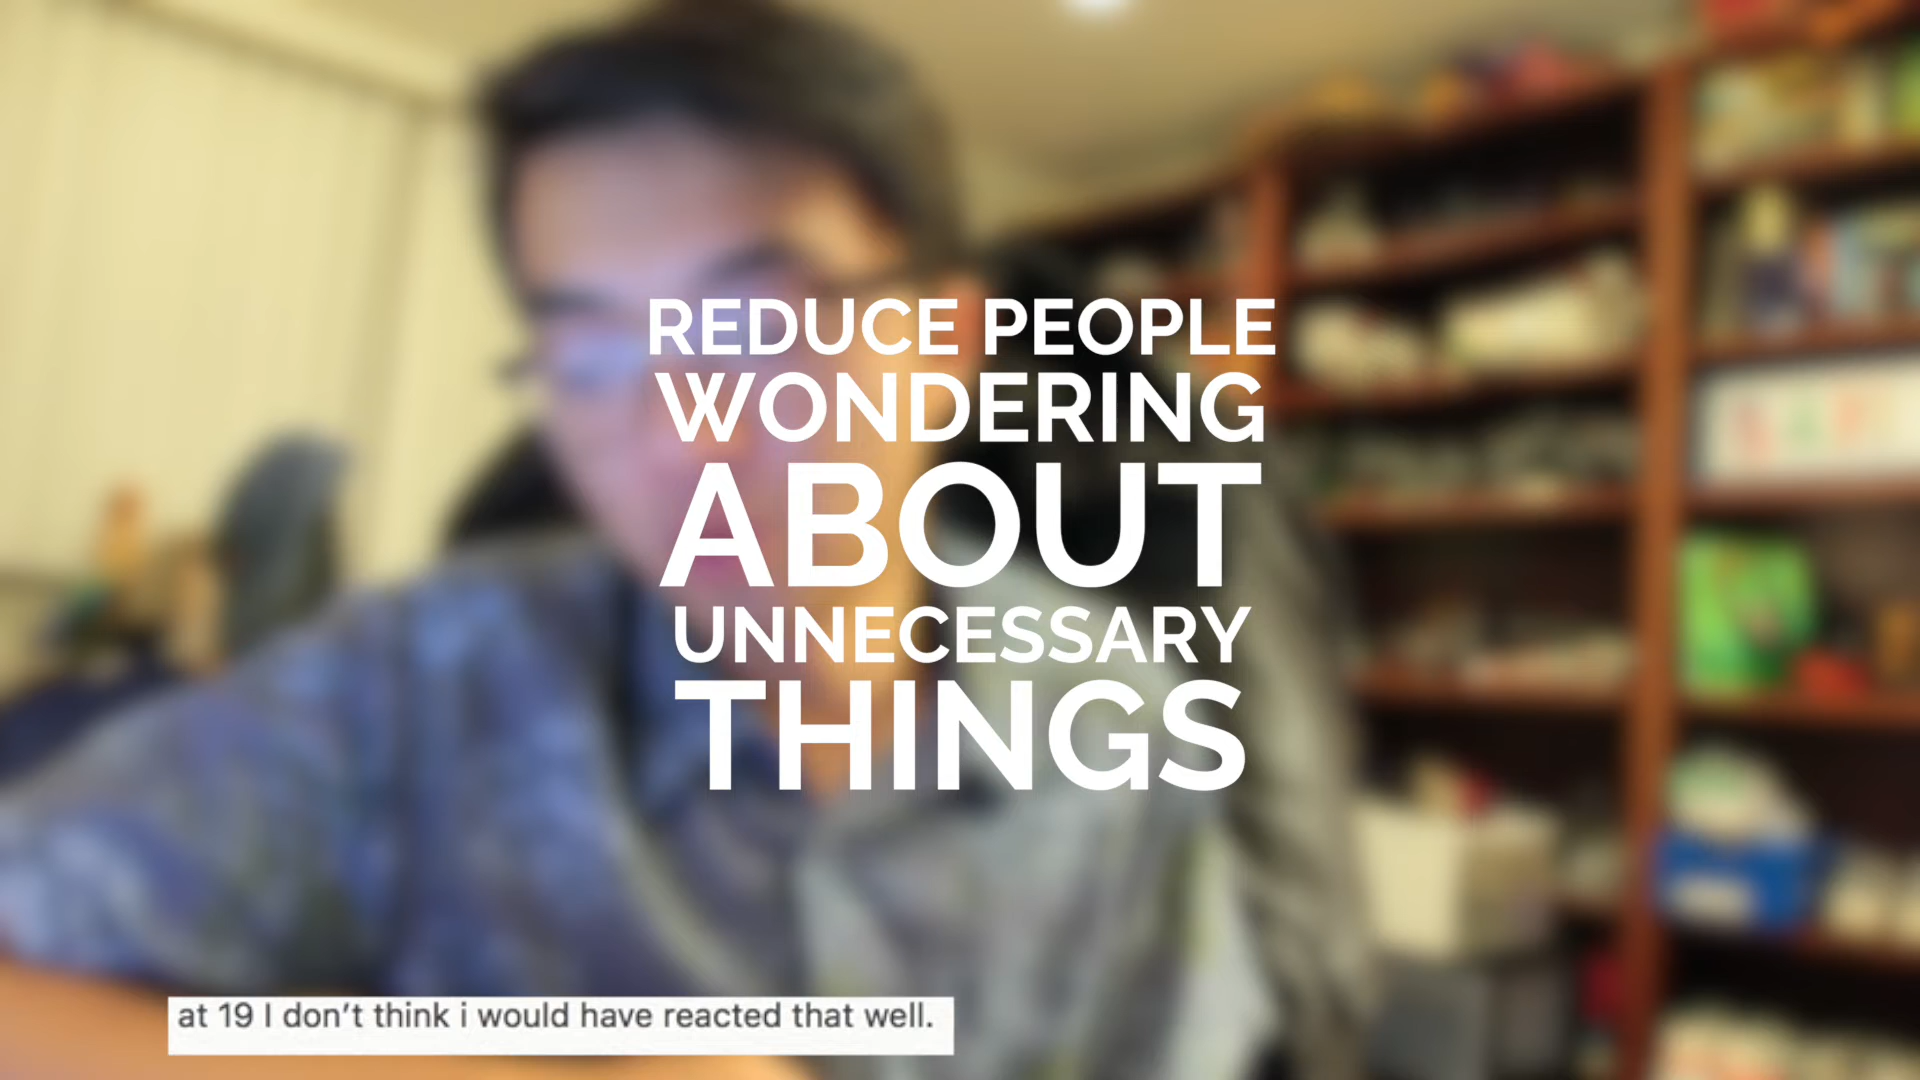 REDUCE PEOPLE
WONDERING
ABOUT
UNNECESSARY
THINGS
at 19 I don't think i would have reacted that well.